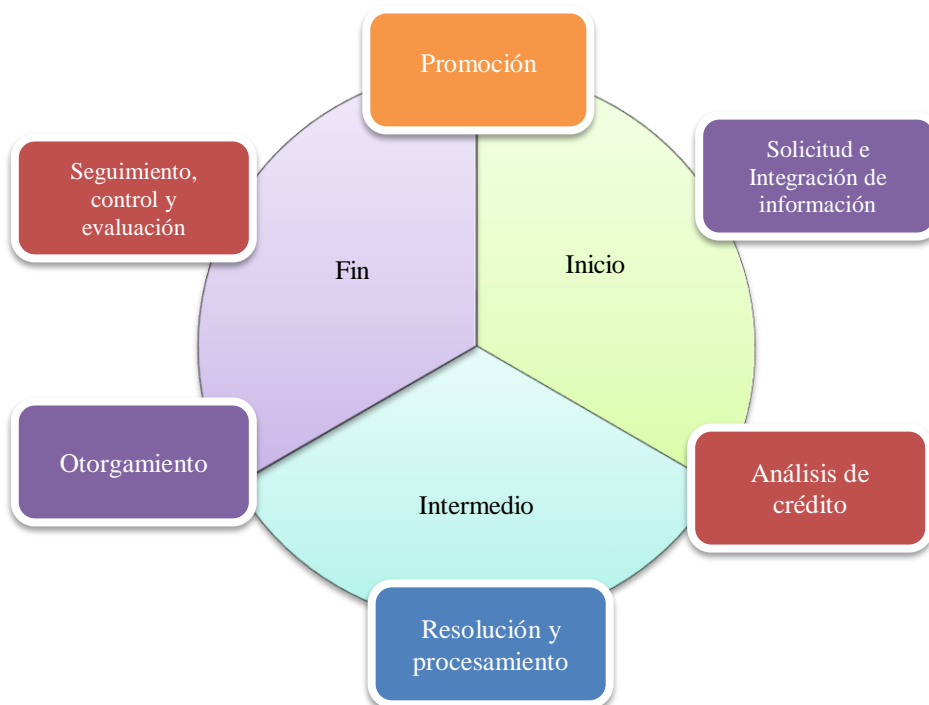 Promoción
Solicitud e
Integración de
información
Seguimiento,
control y
evaluación
Fin
Inicio
Otorgamiento
Análisis de
crédito
Intermedio
Resolución y
procesamiento